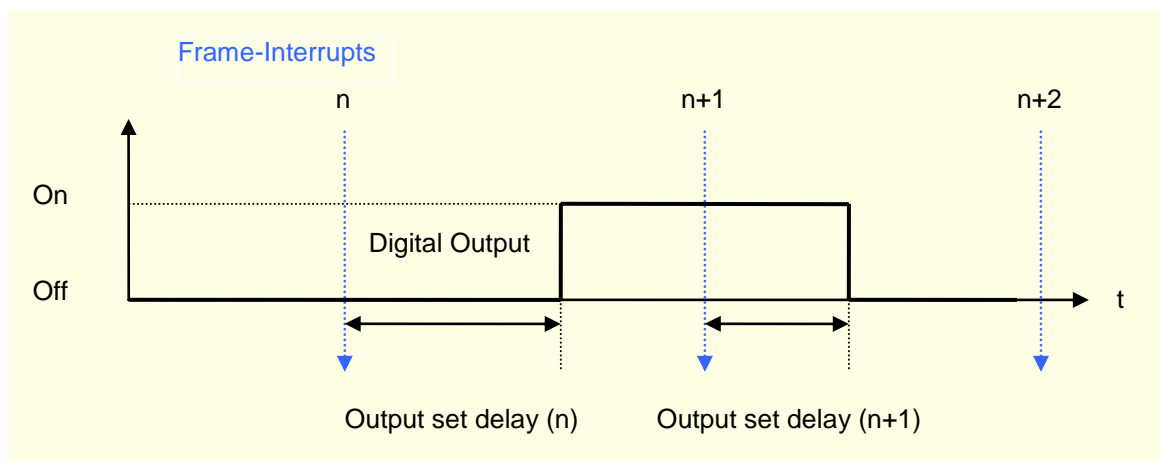 Frame-Interrupts
n n+1 n+2
On
Digital Output
Off
t
Output set delay (n) Output set delay (n+1)